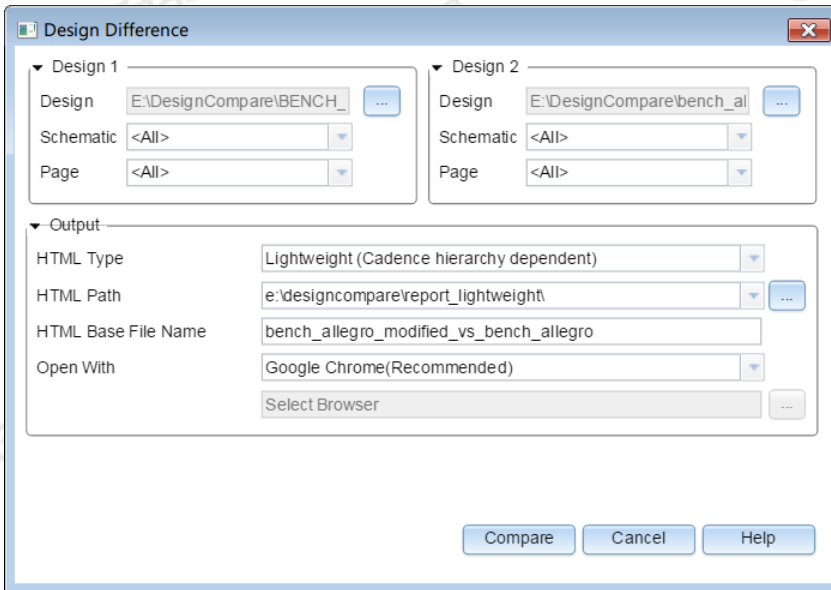 Design Difference
Design 1
Design E:\DesignCompare\BENCH_ ...
Schematic <All>
Page <All>
Design 2
Design E:\DesignCompare\bench_al ...
Schematic <All>
Page <All>
Output
HTML Type Lightweight (Cadence hierarchy dependent)
HTML Path e:\designcompare\report_lightweight\ ...
HTML Base File Name bench_allegro_modified_vs_bench_allegro
Open With Google Chrome(Recommended)
Select Browser ...
Compare Cancel Help